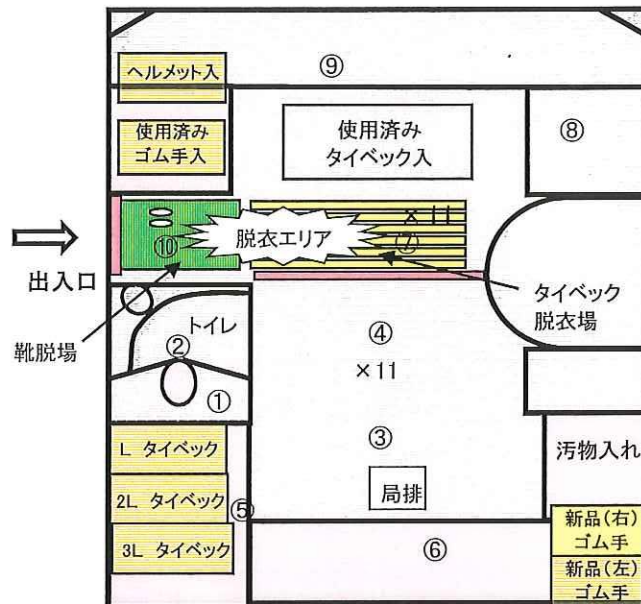 ⑨
ヘルメット入
使用済み
ゴム手入
使用済み
タイベック入
⑧
×11
脱衣エリア
⑦
⑩
出入口
靴脱場
タイベック
脱衣場
トイレ
②
①
④
×11
③
局排
L タイベック
2L タイベック
3L タイベック
⑤
⑥
汚物入れ
新品(右)
ゴム手
新品(左)
ゴム手